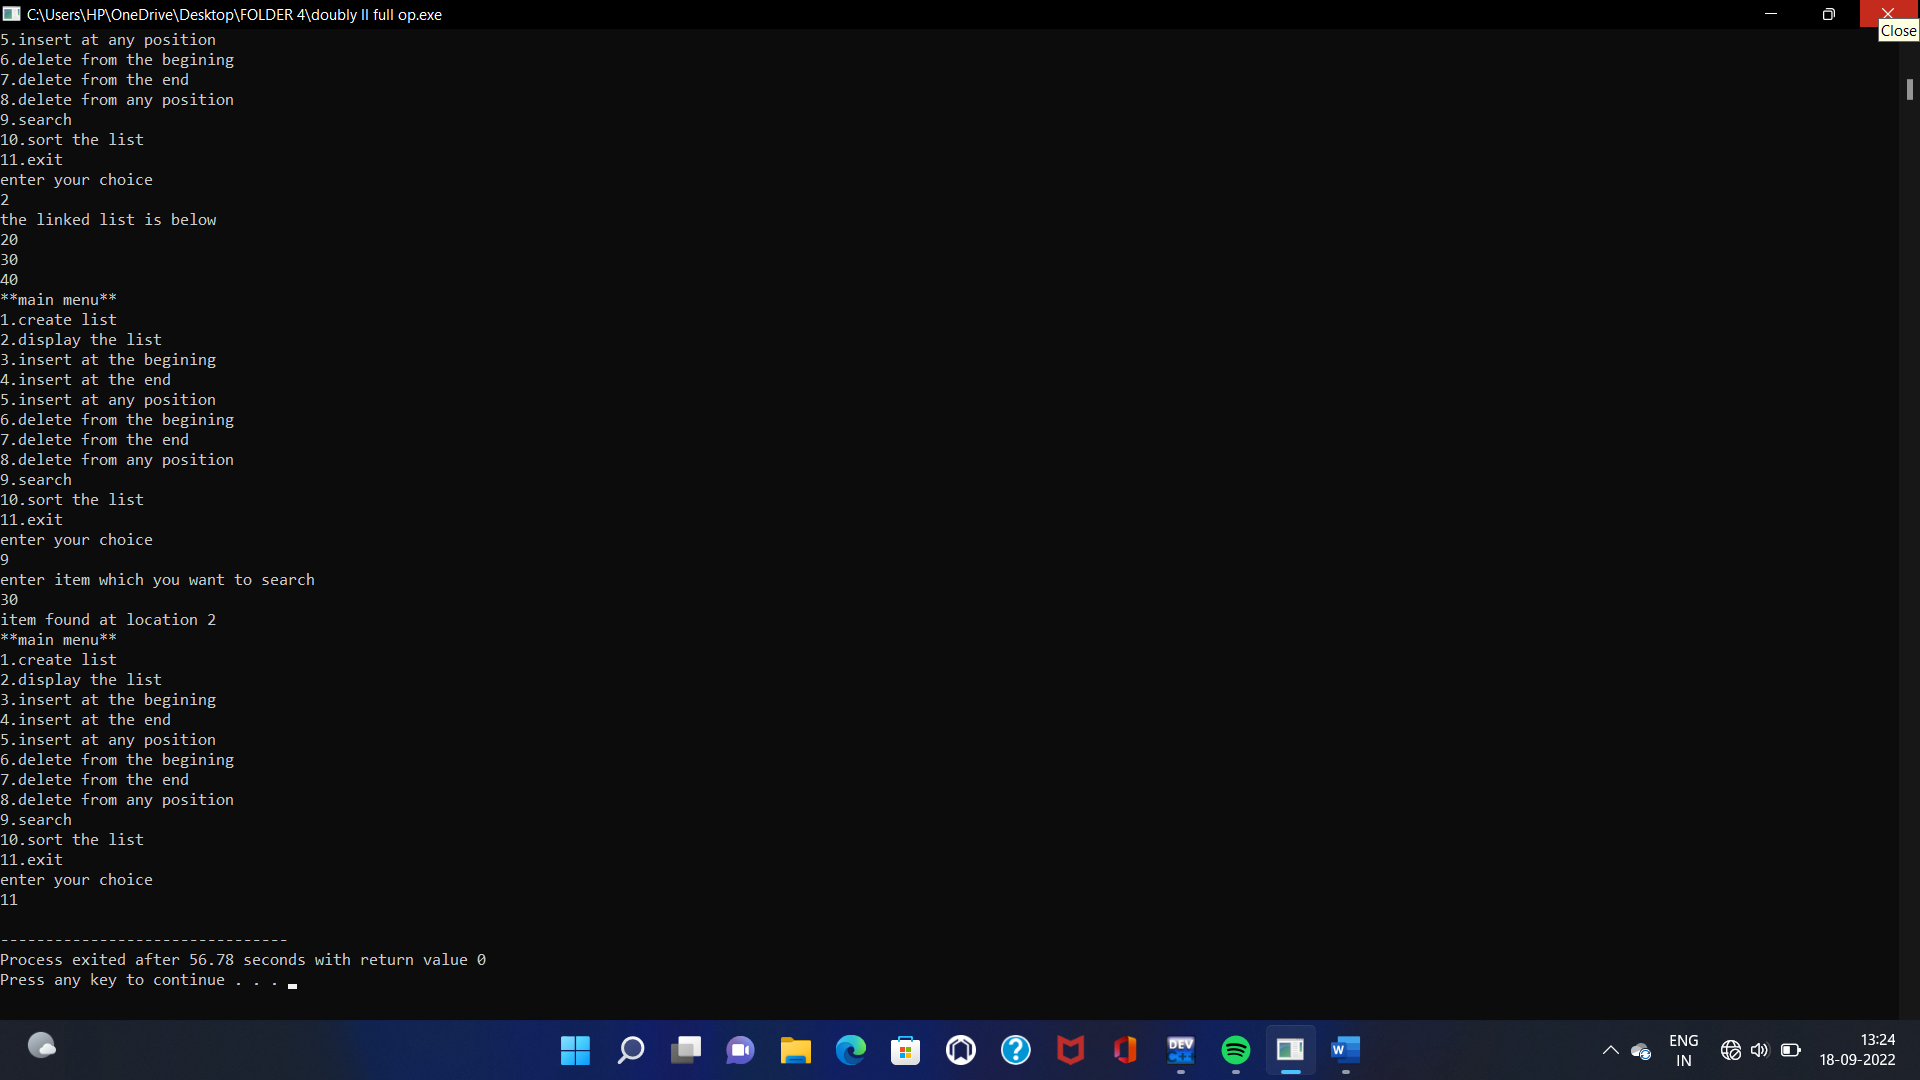 C:\Users\HP\OneDrive\Desktop\FOLDER 4\doubly ll full op.exe
Close
5.insert at any position
6.delete from the begining
7.delete from the end
8.delete from any position
9.search
10.sort the list
11.exit
enter your choice
2
the linked list is below
20
30
40
**main menu**
1.create list
2.display the list
3.insert at the begining
4.insert at the end
5.insert at any position
6.delete from the begining
7.delete from the end
8.delete from any position
9.search
10.sort the list
11.exit
enter your choice
9
enter item which you want to search
30
item found at location 2
**main menu**
1.create list
2.display the list
3.insert at the begining
4.insert at the end
5.insert at any position
6.delete from the begining
7.delete from the end
8.delete from any position
9.search
10.sort the list
11.exit
enter your choice
11
--------------------------------
Process exited after 56.78 seconds with return value 0
Press any key to continue . . .
DEV
C++
W
ENG
IN
13:24
18-09-2022